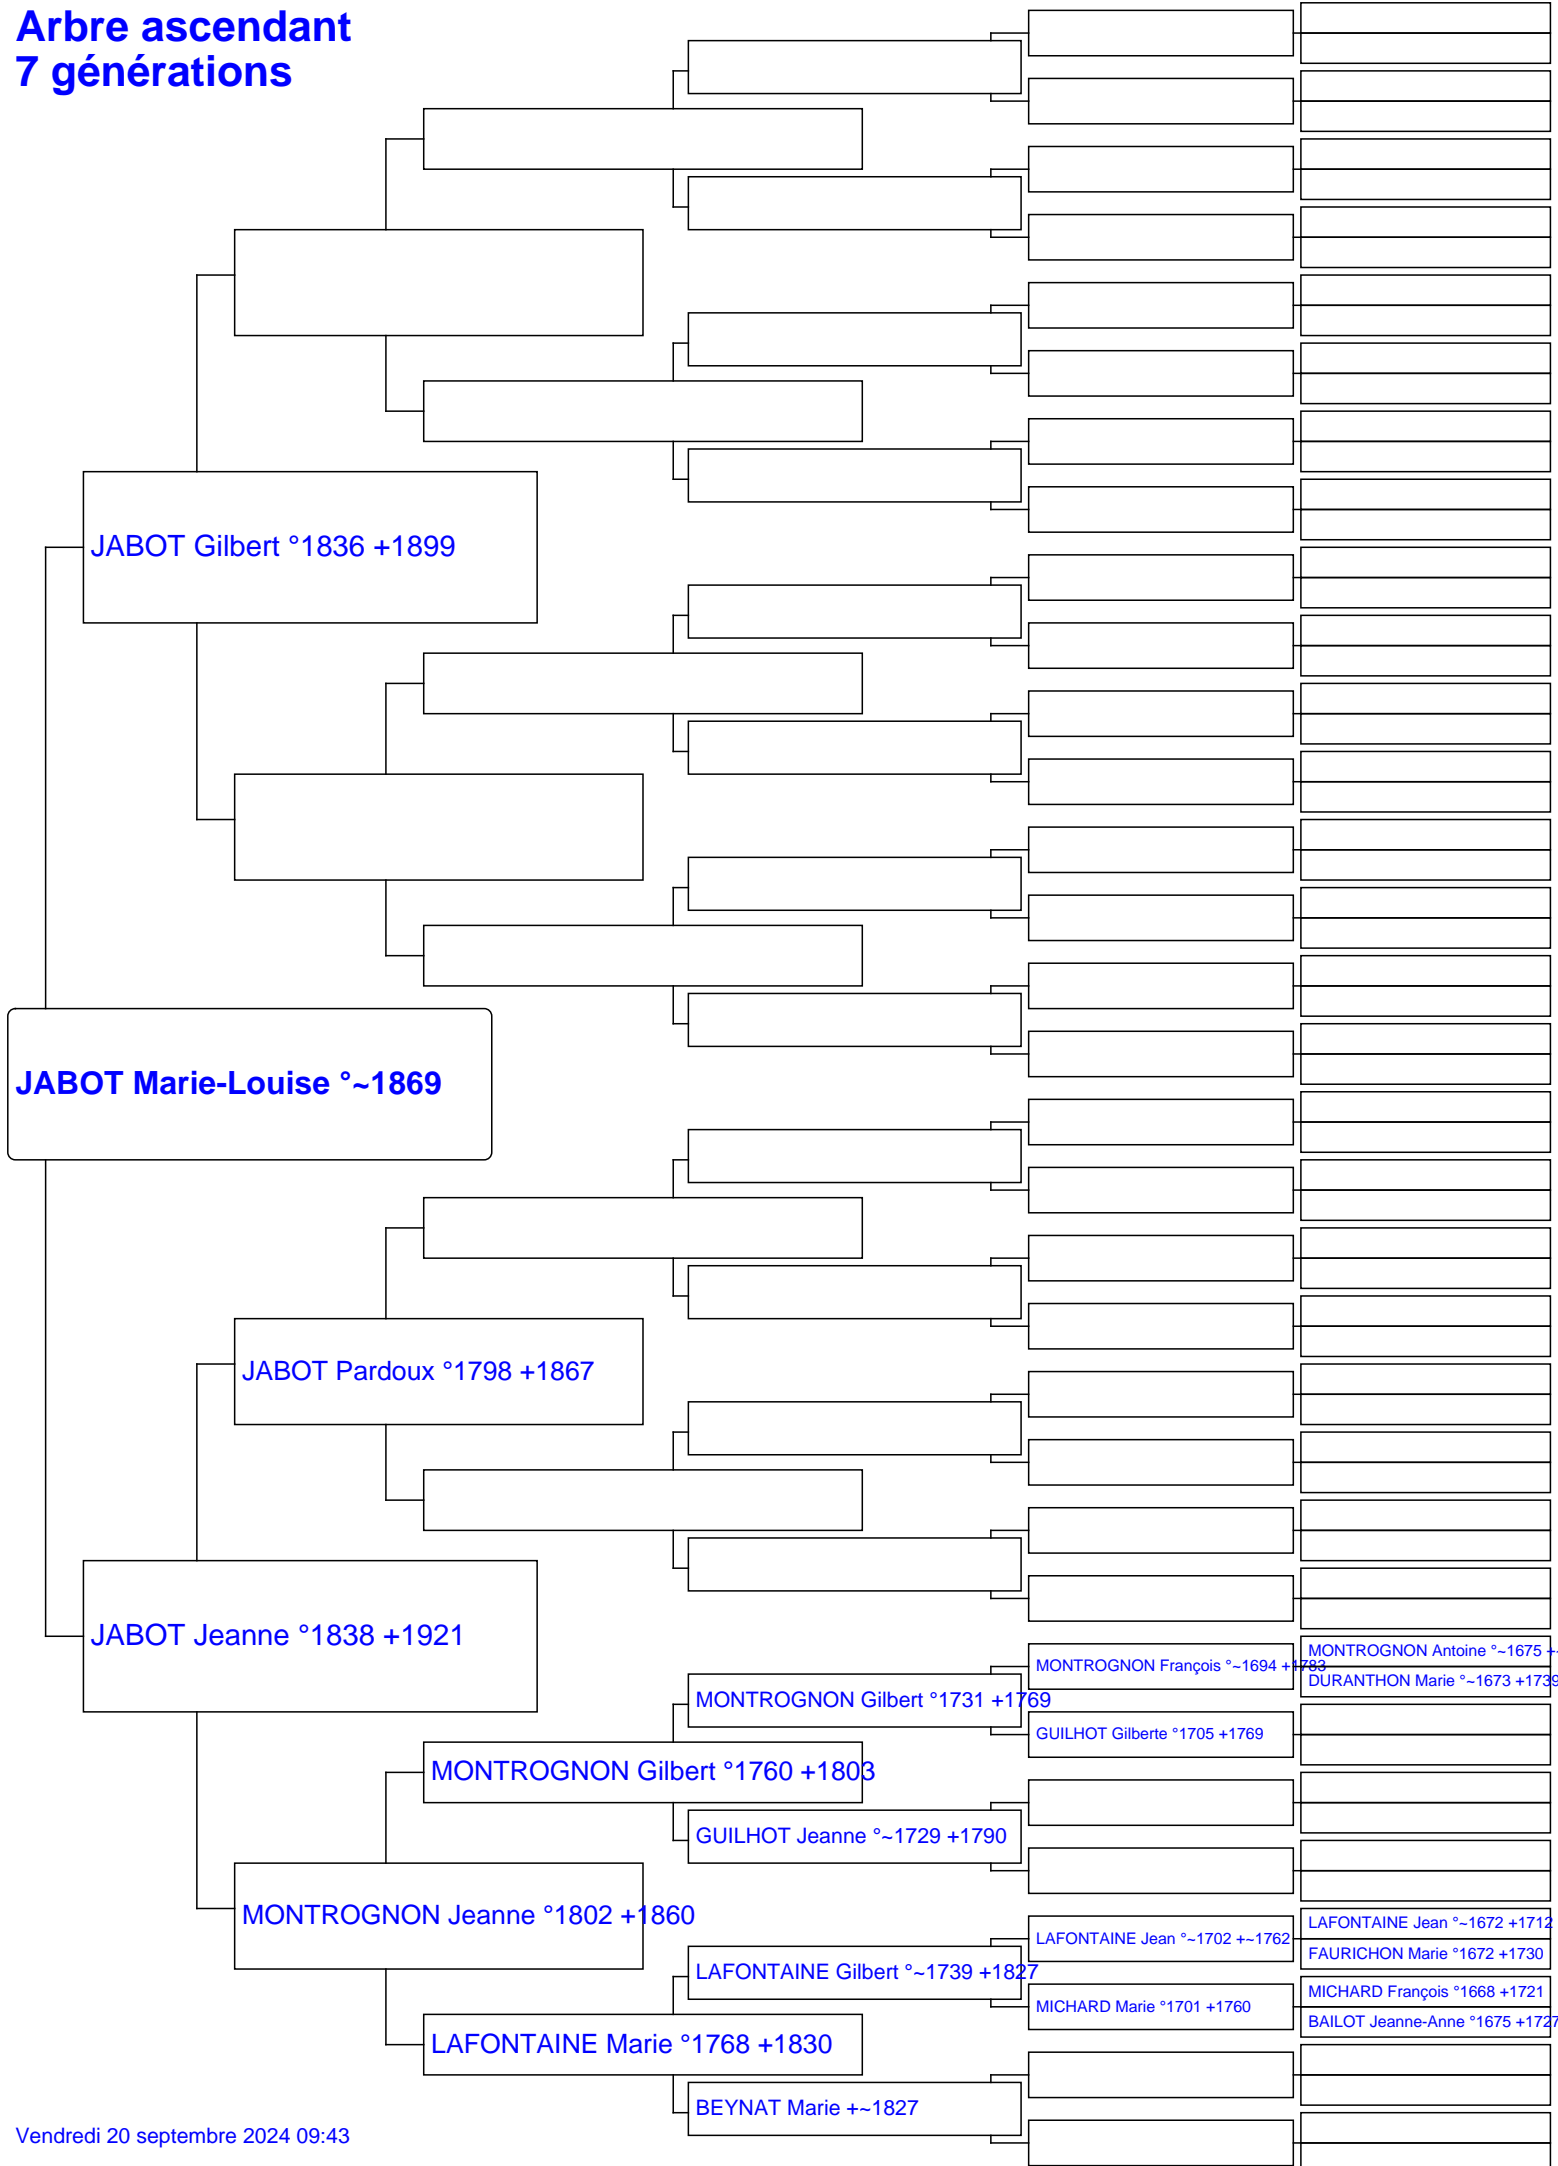 Arbre ascendant
7 générations
JABOT Gilbert °1836 +1899
JABOT Marie-Louise °~1869
JABOT Pardoux °1798 +1867
JABOT Jeanne °1838 +1921
MONTROGNON Antoine °~1675 +
MONTROGNON François °~1694 +1783
DURANTHON Marie °~1673 +1739
MONTROGNON Gilbert °1731 +1769
GUILHOT Gilberte °1705 +1769
MONTROGNON Gilbert °1760 +1803
GUILHOT Jeanne °~1729 +1790
MONTROGNON Jeanne °1802 +1860
LAFONTAINE Jean °~1672 +1712
LAFONTAINE Jean °~1702 +~1762
FAURICHON Marie °1672 +1730
LAFONTAINE Gilbert °~1739 +1827
MICHARD François °1668 +1721
MICHARD Marie °1701 +1760
BAILOT Jeanne-Anne °1675 +1727
LAFONTAINE Marie °1768 +1830
BEYNAT Marie +~1827
Vendredi 20 septembre 2024 09:43